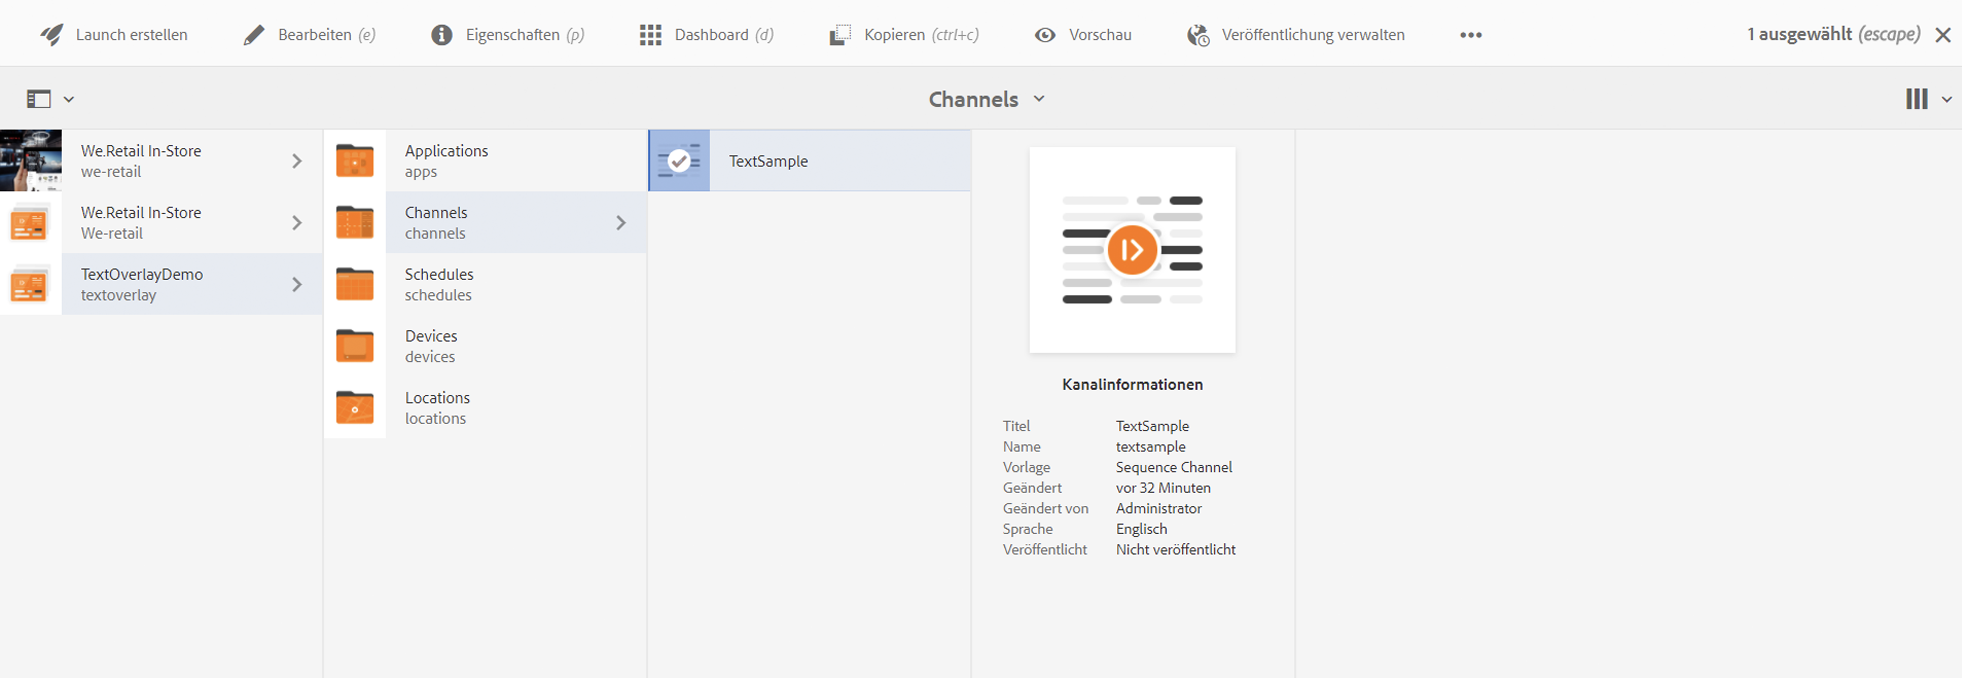 Launch erstellen
Bearbeiten (e)
Eigenschaften (p)
Dashboard (d)
Kopieren (ctrl+c)
Vorschau
Veröffentlichung verwalten
1 ausgewählt (escape)
Channels
We.Retail In-Store
we-retail
We.Retail In-Store
We-retail
TextOverlayDemo
textoverlay
Applications
apps
Channels
channels
Schedules
schedules
Devices
devices
Locations
locations
TextSample
Kanalinformationen
Titel TextSample
Name textsample
Vorlage Sequence Channel
Geändert vor 32 Minuten
Geändert von Administrator
Sprache Englisch
Veröffentlicht Nicht veröffentlicht